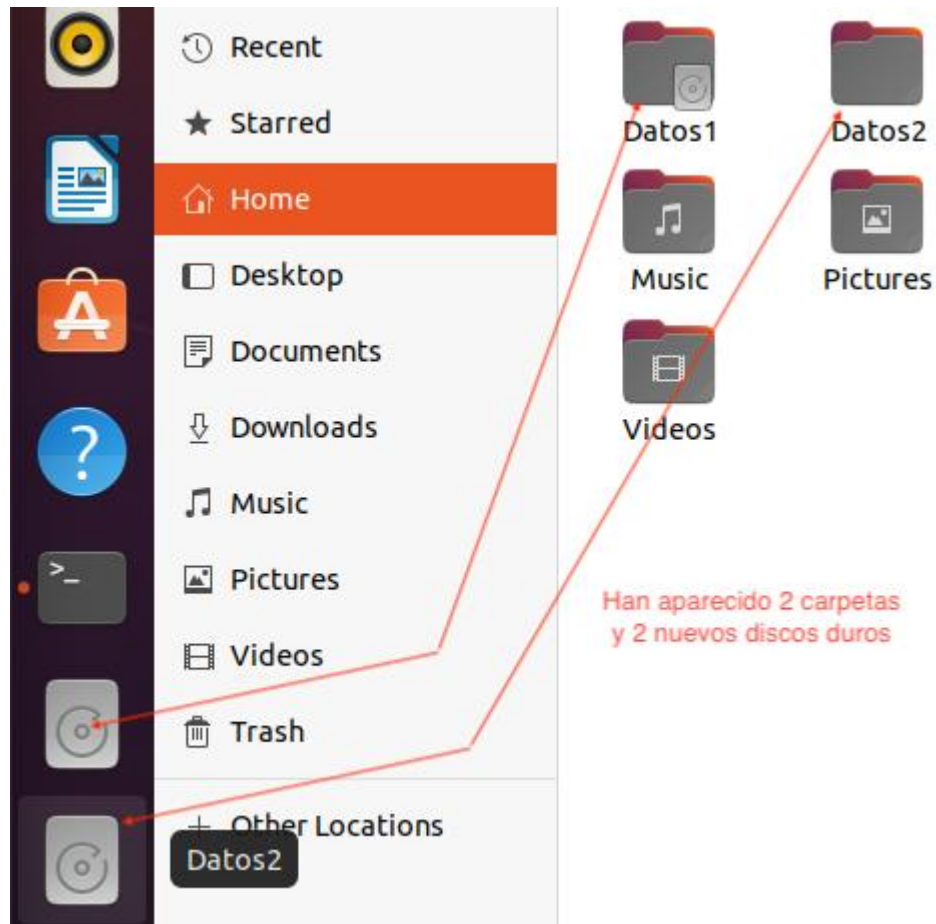 Recent
Starred
Home
Desktop
Documents
Downloads
Music
Pictures
Videos
Trash
Other Locations
Datos2
Datos1 Datos2
Music Pictures
Videos
Han aparecido 2 carpetas
y 2 nuevos discos duros